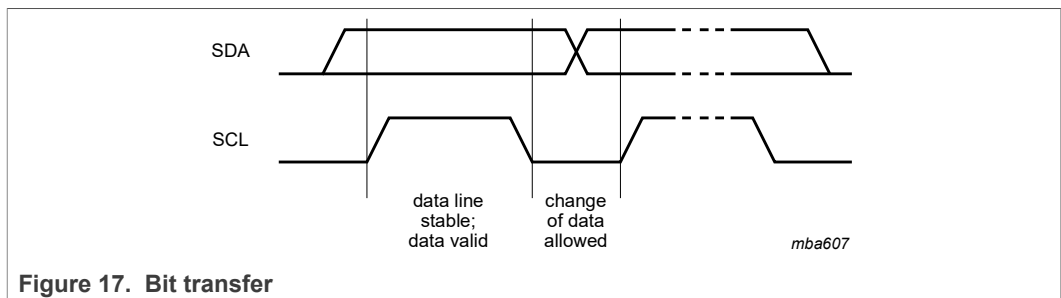 SDA
SCL
data line
stable;
data valid
change
of data
allowed
mba607
Figure 17. Bit transfer